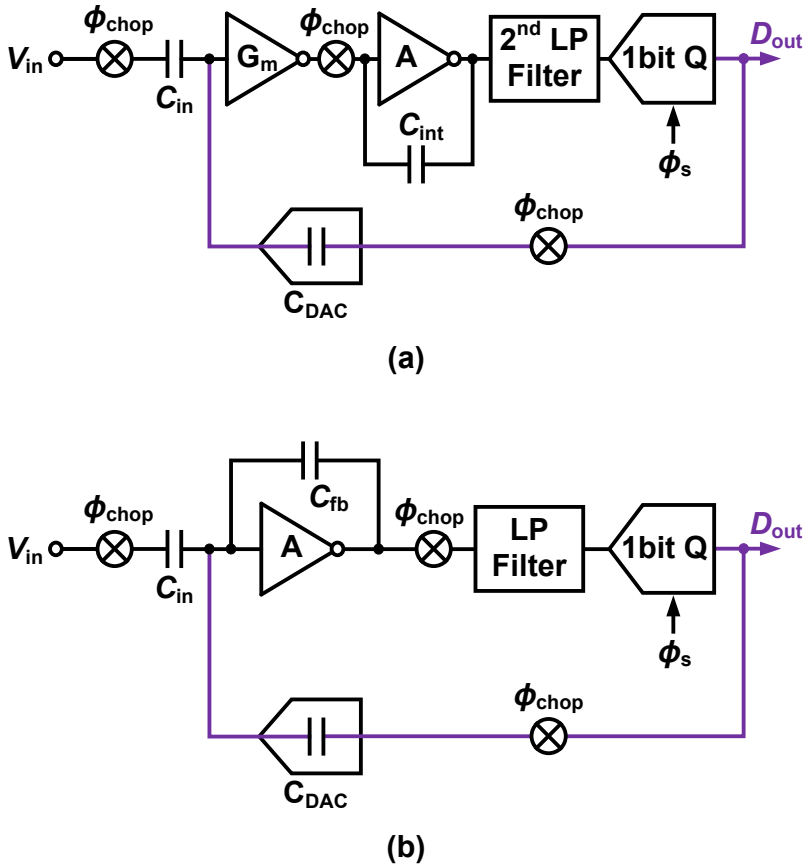 ϕchop
ϕchop
2nd LP Filter
1bit Q
Dout
Vin
Cin
Gm
A
Cint
ϕs
ϕchop
CDAC
(a)
Cfb
ϕchop
ϕchop
LP Filter
1bit Q
Dout
Vin
Cin
A
ϕs
ϕchop
CDAC
(b)